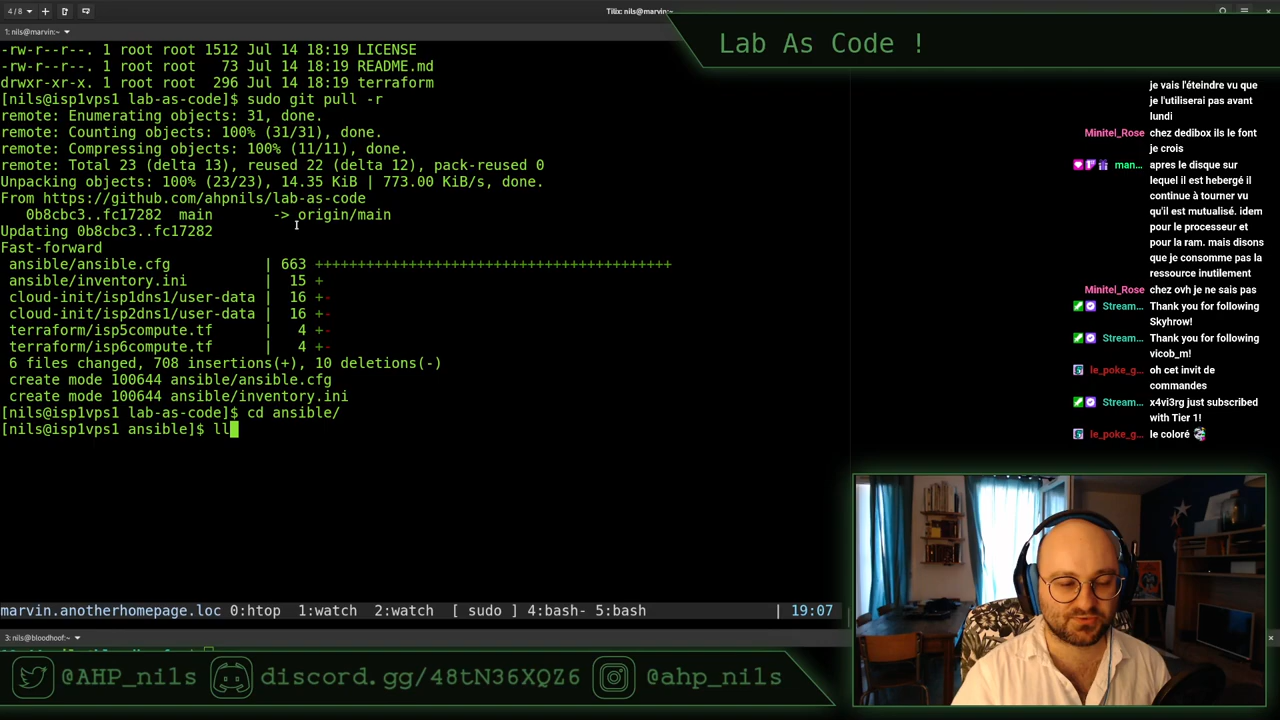 4/8
Tilix: nils@marvin:~
1: nils@marvin:~
Lab As Code !
-rw-r--r--. 1 root root 1512 Jul 14 18:19 LICENSE
-rw-r--r--. 1 root root   73 Jul 14 18:19 README.md
drwxr-xr-x. 1 root root  296 Jul 14 18:19 terraform
[nils@isp1vps1 lab-as-code]$ sudo git pull -r
remote: Enumerating objects: 31, done.
remote: Counting objects: 100% (31/31), done.
remote: Compressing objects: 100% (11/11), done.
remote: Total 23 (delta 13), reused 22 (delta 12), pack-reused 0
Unpacking objects: 100% (23/23), 14.35 KiB | 773.00 KiB/s, done.
From https://github.com/ahpnils/lab-as-code
   0b8cbc3..fc17282  main       -> origin/main
Updating 0b8cbc3..fc17282
Fast-forward
 ansible/ansible.cfg           | 663 ++++++++++++++++++++++++++++++++++++++++++
 ansible/inventory.ini         |  15 +
 cloud-init/isp1dns1/user-data |  16 +-
 cloud-init/isp2dns1/user-data |  16 +-
 terraform/isp5compute.tf      |   4 +-
 terraform/isp6compute.tf      |   4 +-
 6 files changed, 708 insertions(+), 10 deletions(-)
 create mode 100644 ansible/ansible.cfg
 create mode 100644 ansible/inventory.ini
[nils@isp1vps1 lab-as-code]$ cd ansible/
[nils@isp1vps1 ansible]$ ll
marvin.anotherhomepage.loc 0:htop  1:watch  2:watch  [ sudo ] 4:bash- 5:bash | 19:07
3: nils@bloodhoof:~
@AHP_nils
discord.gg/48tN36XQZ6
@ahp_nils
je vais l'éteindre vu que
je l'utiliserai pas avant
lundi
Minitel_Rose chez dedibox ils le font
je crois
man... apres le disque sur
lequel il est hebergé il
continue à tourner vu
qu'il est mutualisé. idem
pour le processeur et
pour la ram. mais disons
que je consomme pas la
ressource inutilement
Minitel_Rose chez ovh je ne sais pas
Stream... Thank you for following
Skyhrow!
Stream... Thank you for following
vicob_m!
le_poke_g... oh cet invit de
commandes
Stream... x4vi3rg just subscribed
with Tier 1!
le_poke_g... le coloré